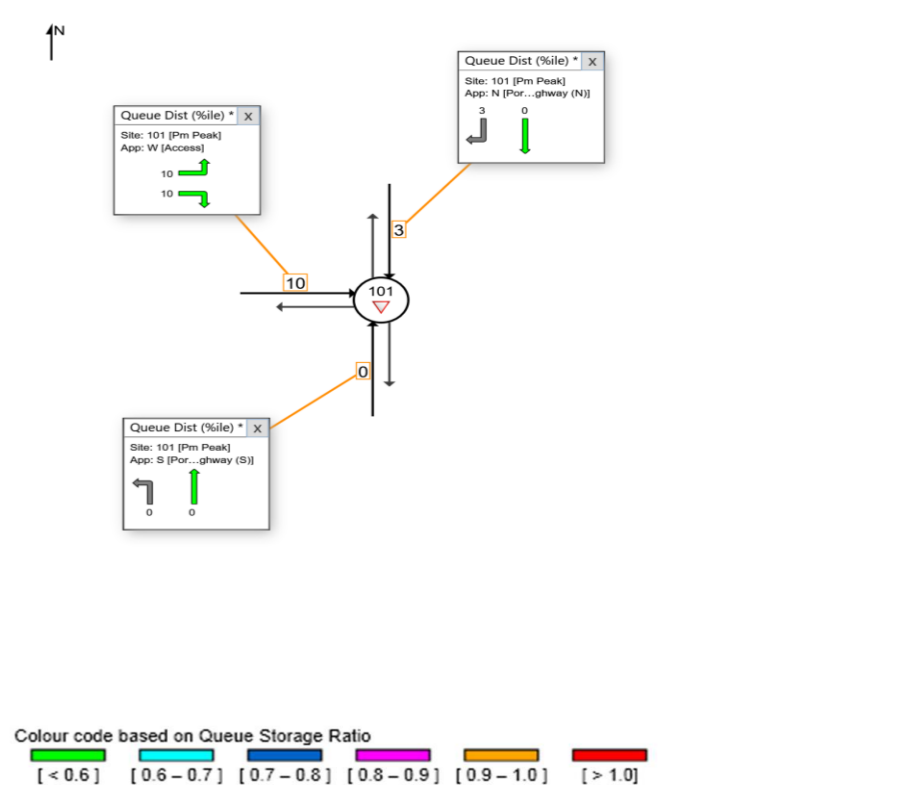 N
Queue Dist (%ile) * x
Site: 101 [Pm Peak]
App: N [Por...ghway (N)]
3 0
Queue Dist (%ile) * x
Site: 101 [Pm Peak]
App: W [Access]
10
10
3
10
101
0
Queue Dist (%ile) * x
Site: 101 [Pm Peak]
App: S [Por...ghway (S)]
0 0
Colour code based on Queue Storage Ratio
[ < 0.6 ] [ 0.6 – 0.7 ] [ 0.7 – 0.8 ] [ 0.8 – 0.9 ] [ 0.9 – 1.0 ] [ > 1.0]